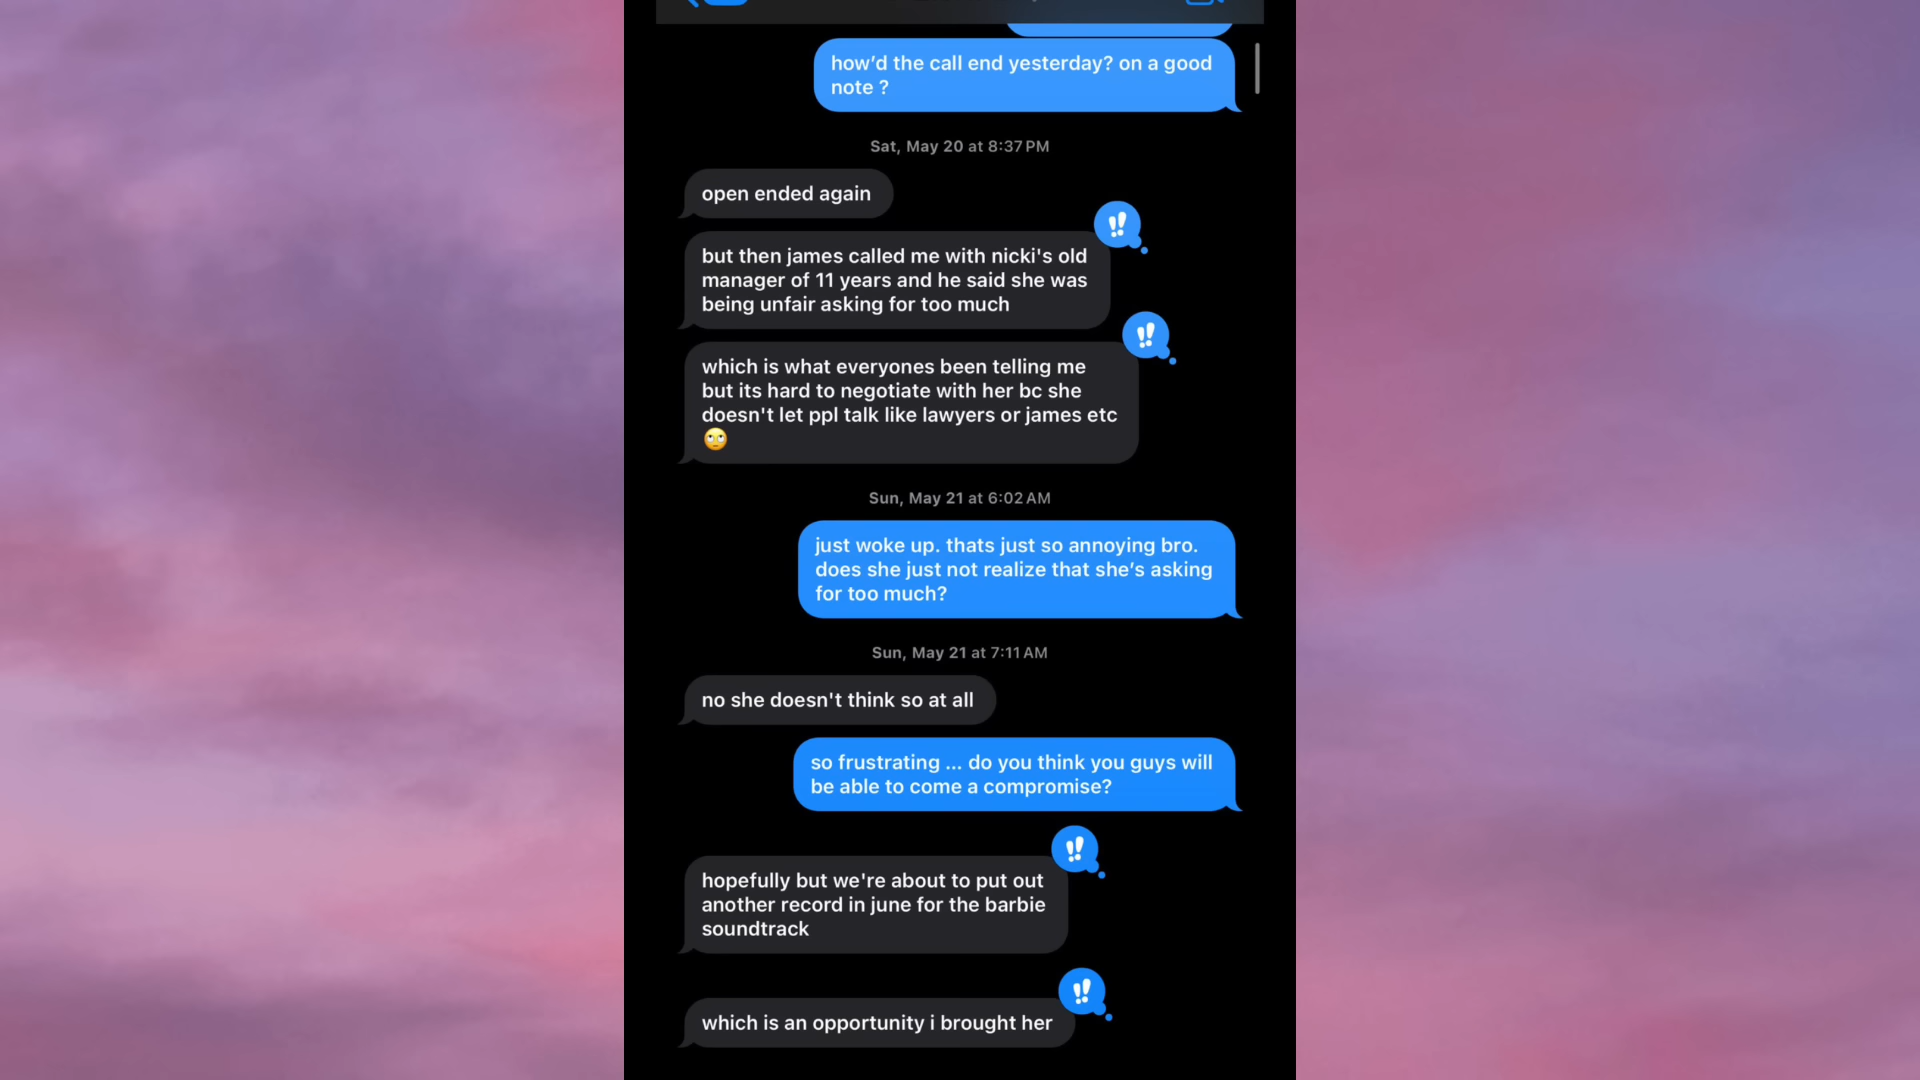 how’d the call end yesterday? on a good
note ?
Sat, May 20 at 8:37 PM
open ended again
but then james called me with nicki's old
manager of 11 years and he said she was
being unfair asking for too much
which is what everyones been telling me
but its hard to negotiate with her bc she
doesn't let ppl talk like lawyers or james etc
🙄
Sun, May 21 at 6:02 AM
just woke up. thats just so annoying bro.
does she just not realize that she’s asking
for too much?
Sun, May 21 at 7:11 AM
no she doesn't think so at all
so frustrating ... do you think you guys will
be able to come a compromise?
hopefully but we're about to put out
another record in june for the barbie
soundtrack
which is an opportunity i brought her